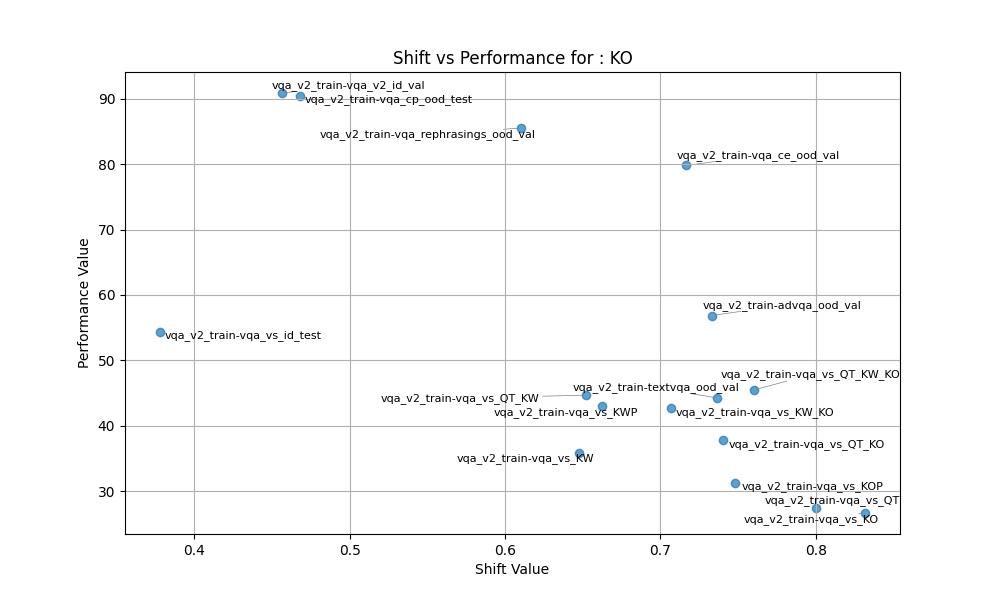 Shift vs Performance for : KO
vqa_v2_train-vqa_v2_id_val
vqa_v2_train-vqa_cp_ood_test
vqa_v2_train-vqa_rephrasings_ood_val
vqa_v2_train-vqa_ce_ood_val
vqa_v2_train-advqa_ood_val
vqa_v2_train-vqa_vs_id_test
vqa_v2_train-vqa_vs_QT_KW_KO
vqa_v2_train-textvqa_ood_val
vqa_v2_train-vqa_vs_QT_KW
vqa_v2_train-vqa_vs_KWP
vqa_v2_train-vqa_vs_KW_KO
vqa_v2_train-vqa_vs_QT_KO
vqa_v2_train-vqa_vs_KW
vqa_v2_train-vqa_vs_KOP
vqa_v2_train-vqa_vs_QT
vqa_v2_train-vqa_vs_KO
90
80
70
60
50
40
30
Performance Value
0.4 0.5 0.6 0.7 0.8
Shift Value